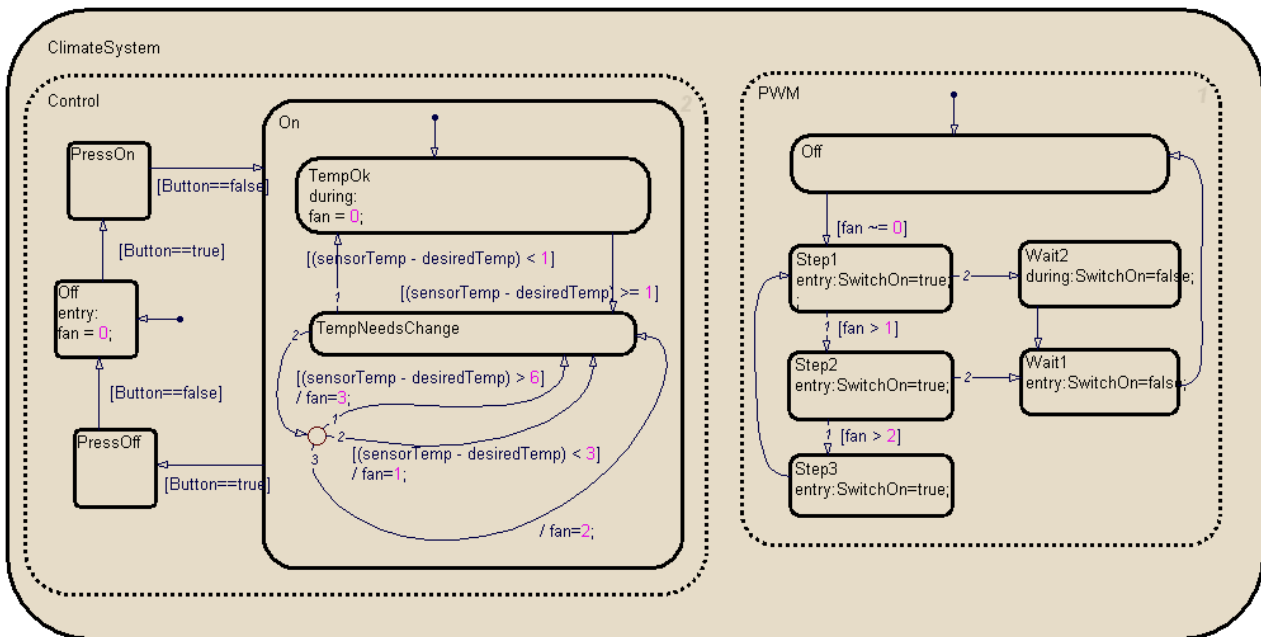 ClimateSystem
Control
2
PressOn
[Button==false]
[Button==true]
Off
entry:
fan = 0;
[Button==false]
PressOff
[Button==true]
On
TempOk
during:
fan = 0;
[(sensorTemp - desiredTemp) < 1]
[(sensorTemp - desiredTemp) >= 1]
1
TempNeedsChange
2
[(sensorTemp - desiredTemp) > 6]
/ fan=3;
1
2
3
[(sensorTemp - desiredTemp) < 3]
/ fan=1;
/ fan=2;
PWM
1
Off
[fan ~= 0]
Step1
entry:SwitchOn=true;
;
2
Wait2
during:SwitchOn=false;
1
[fan > 1]
Step2
entry:SwitchOn=true;
2
Wait1
entry:SwitchOn=false;
1
[fan > 2]
Step3
entry:SwitchOn=true;